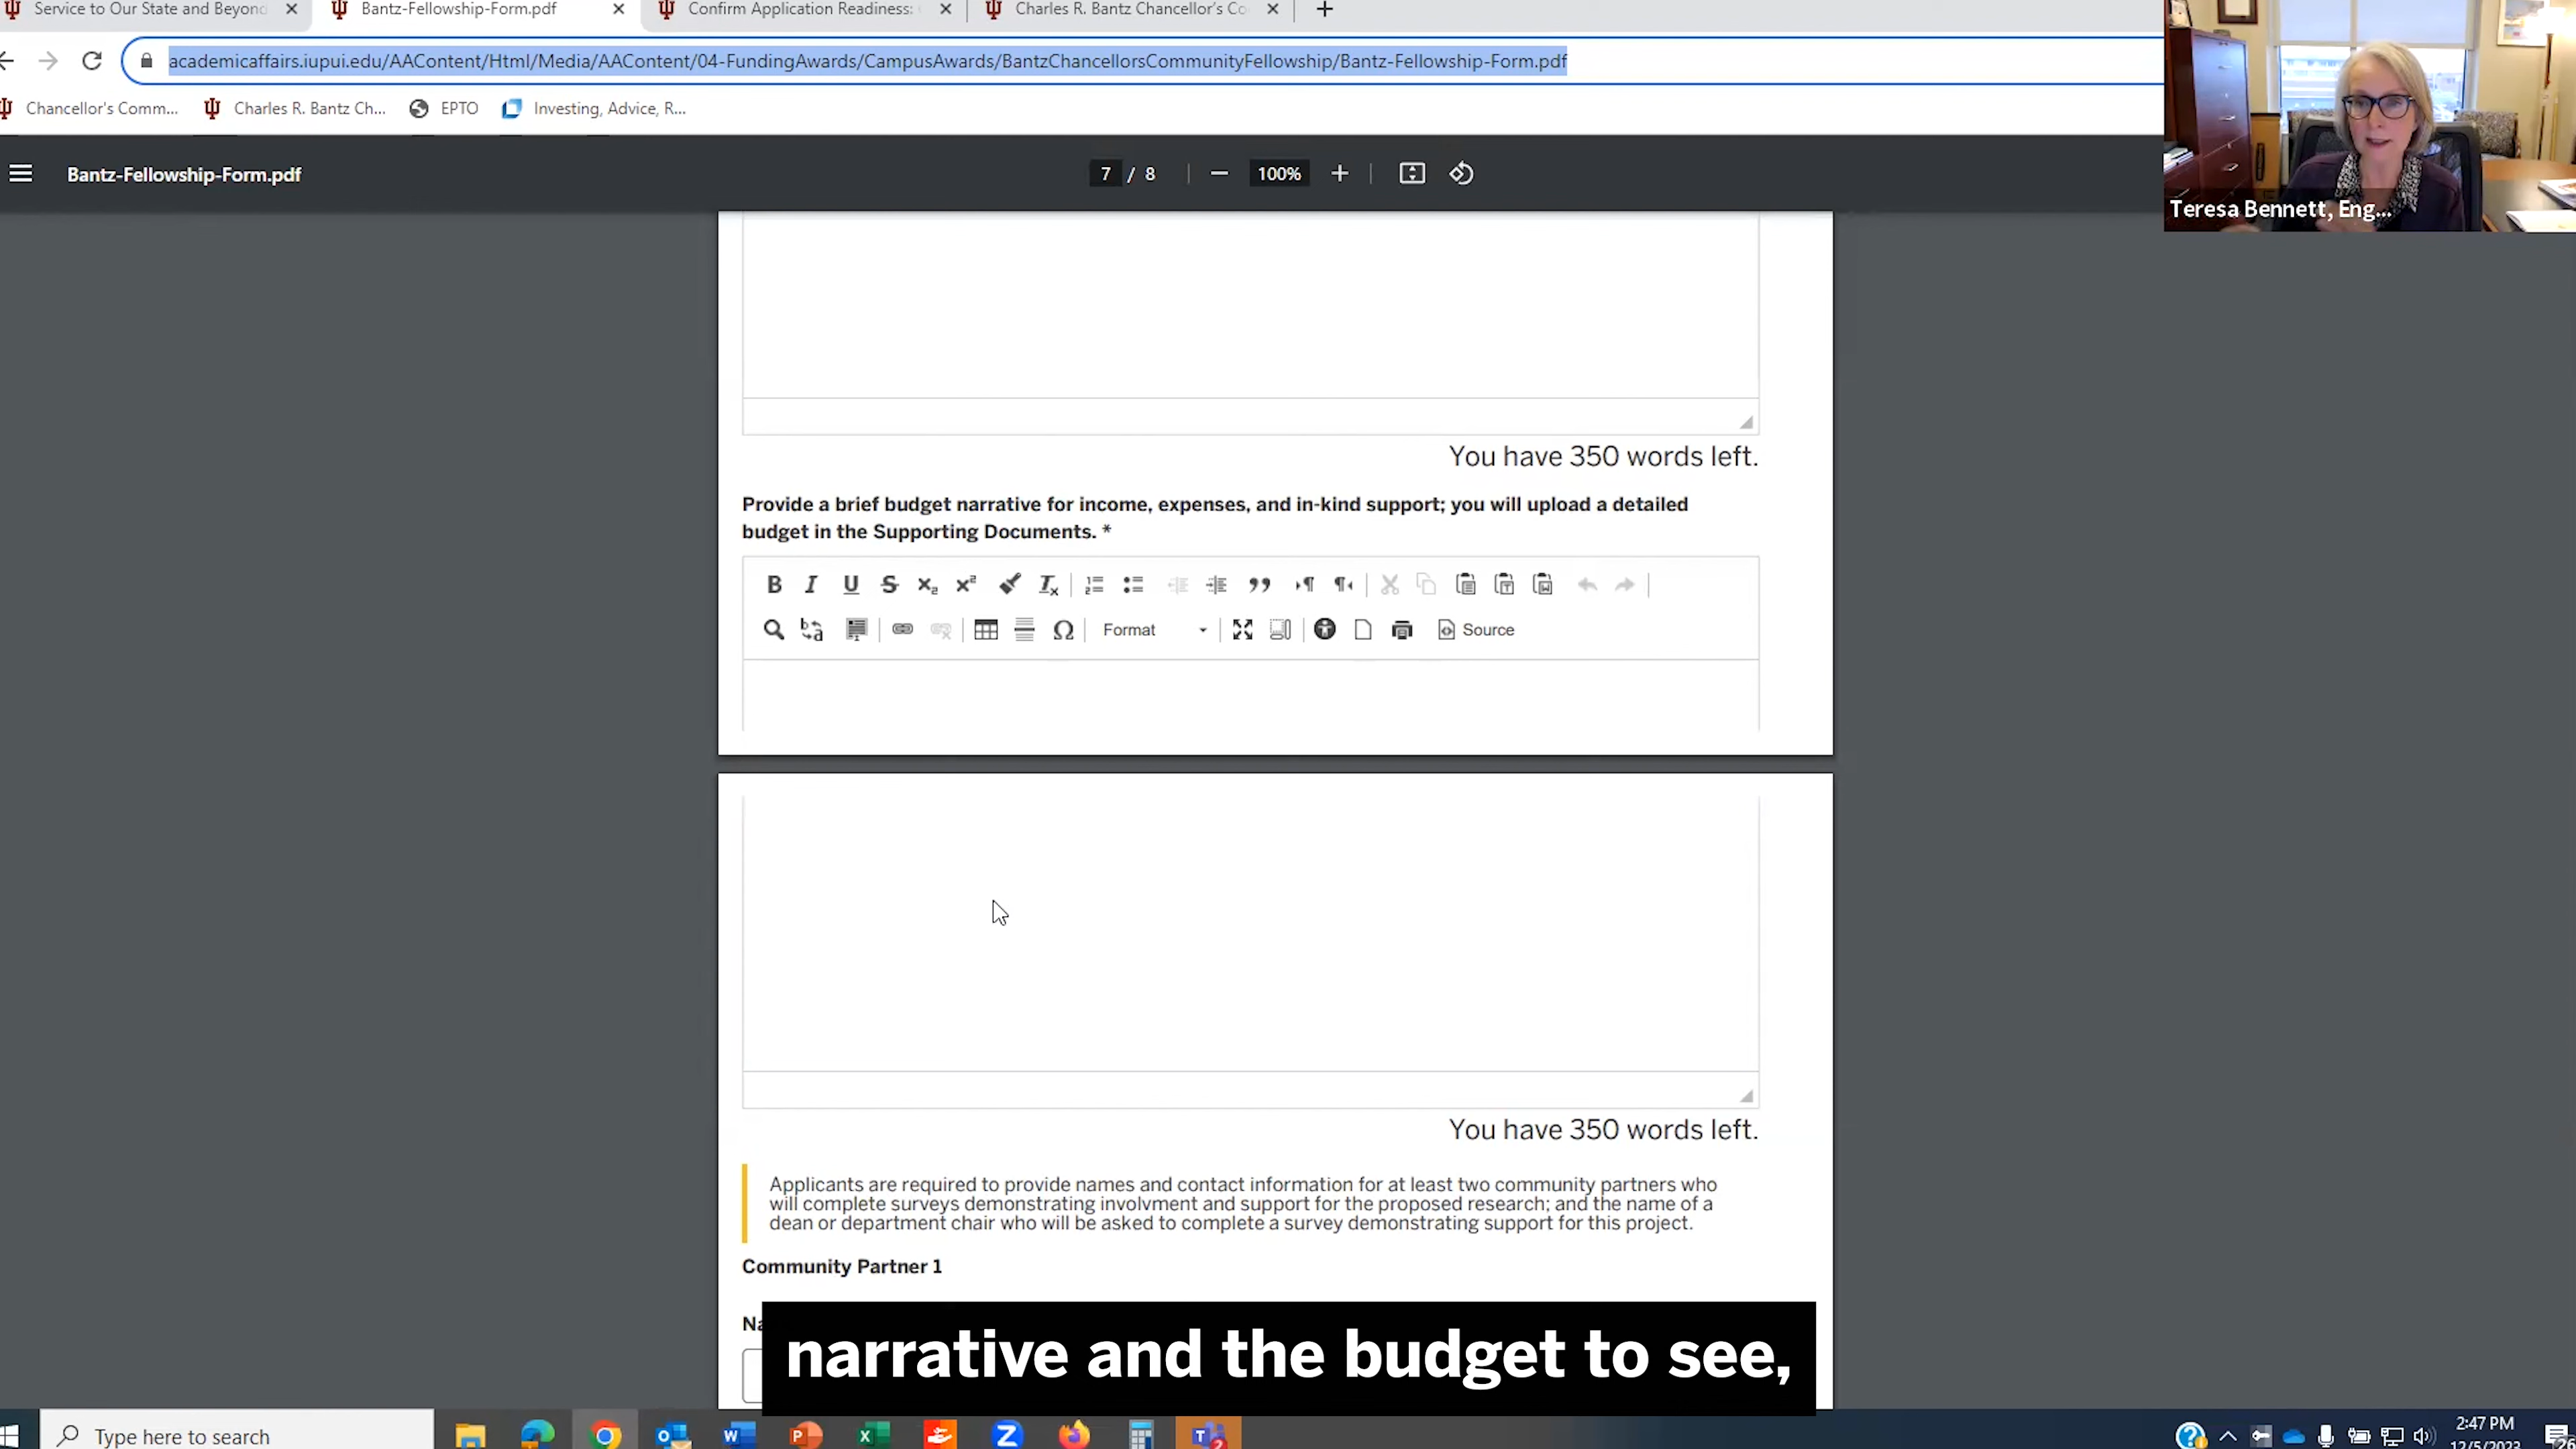 Service to Our State and Beyond
Bantz-Fellowship-Form.pdf
Confirm Application Readiness:
Charles R. Bantz Chancellor's Co
academicaffairs.iupui.edu/AAContent/Html/Media/AAContent/04-FundingAwards/CampusAwards/BantzChancellorsCommunityFellowship/Bantz-Fellowship-Form.pdf
Chancellor's Comm...
Charles R. Bantz Ch...
EPTO
Investing, Advice, R...
Bantz-Fellowship-Form.pdf
7 / 8
100%
Teresa Bennett, Eng...
You have 350 words left.
Provide a brief budget narrative for income, expenses, and in-kind support; you will upload a detailed
budget in the Supporting Documents. *
Format
Source
You have 350 words left.
Applicants are required to provide names and contact information for at least two community partners who
will complete surveys demonstrating involvment and support for the proposed research; and the name of a
dean or department chair who will be asked to complete a survey demonstrating support for this project.
Community Partner 1
narrative and the budget to see,
Type here to search
2:47 PM
12/5/2023